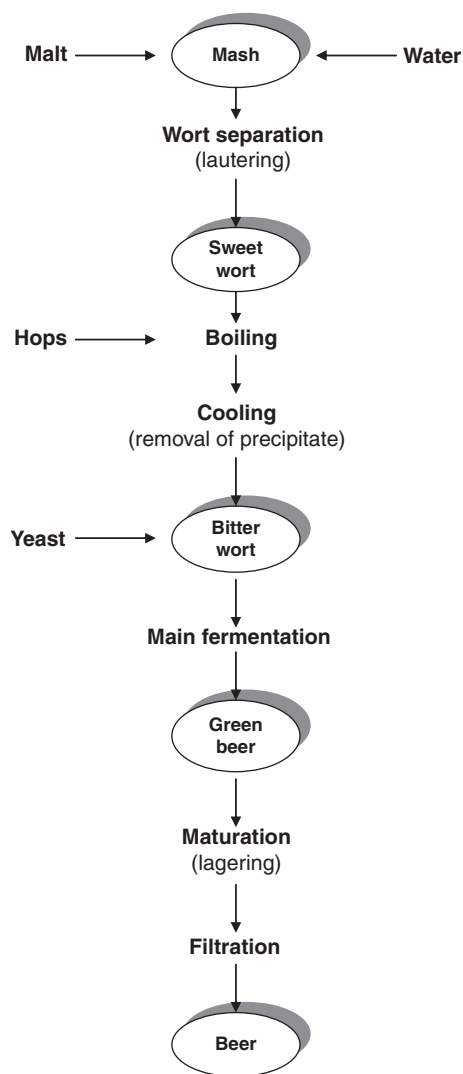 Malt
Mash
Water
Wort separation
(lautering)
Sweet
wort
Hops
Boiling
Cooling
(removal of precipitate)
Yeast
Bitter
wort
Main fermentation
Green
beer
Maturation
(lagering)
Filtration
Beer